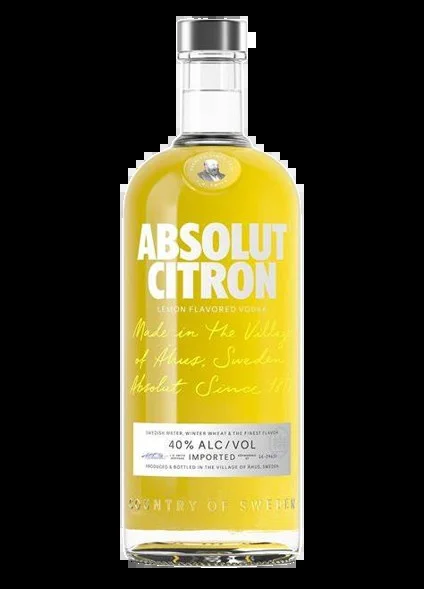 ABSOLUT
CITRON
LEMON FLAVORED VODKA
Made in the Village
of Åhus, Sweden
Absolut Since
SWEDISH WATER, WINTER WHEAT & THE FINEST FLAVOR
40% ALC/VOL
IMPORTED
PRODUCED & BOTTLED IN THE VILLAGE OF ÅHUS, SWEDEN
COUNTRY OF SWEDEN